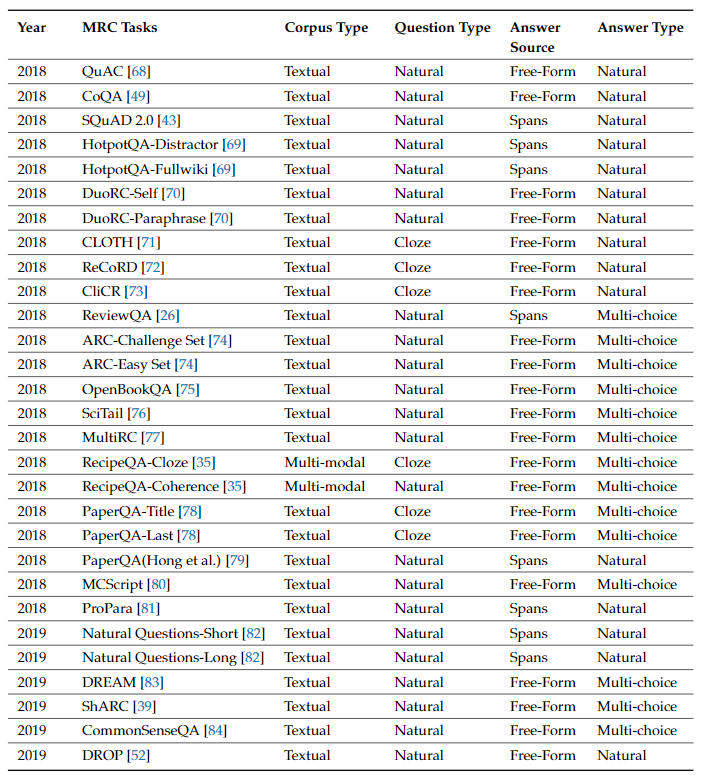 Year MRC Tasks Corpus Type Question Type Answer Source Answer Type
2018 QuAC [68] Textual Natural Free-Form Natural
2018 CoQA [49] Textual Natural Free-Form Natural
2018 SQuAD 2.0 [43] Textual Natural Spans Natural
2018 HotpotQA-Distractor [69] Textual Natural Spans Natural
2018 HotpotQA-Fullwiki [69] Textual Natural Spans Natural
2018 DuoRC-Self [70] Textual Natural Free-Form Natural
2018 DuoRC-Paraphrase [70] Textual Natural Free-Form Natural
2018 CLOTH [71] Textual Cloze Free-Form Natural
2018 ReCoRD [72] Textual Cloze Free-Form Natural
2018 CliCR [73] Textual Cloze Free-Form Natural
2018 ReviewQA [26] Textual Natural Spans Multi-choice
2018 ARC-Challenge Set [74] Textual Natural Free-Form Multi-choice
2018 ARC-Easy Set [74] Textual Natural Free-Form Multi-choice
2018 OpenBookQA [75] Textual Natural Free-Form Multi-choice
2018 SciTail [76] Textual Natural Free-Form Multi-choice
2018 MultiRC [77] Textual Natural Free-Form Multi-choice
2018 RecipeQA-Cloze [35] Multi-modal Cloze Free-Form Multi-choice
2018 RecipeQA-Coherence [35] Multi-modal Natural Free-Form Multi-choice
2018 PaperQA-Title [78] Textual Cloze Free-Form Multi-choice
2018 PaperQA-Last [78] Textual Cloze Free-Form Multi-choice
2018 PaperQA(Hong et al.) [79] Textual Natural Spans Natural
2018 MCScript [80] Textual Natural Free-Form Multi-choice
2018 ProPara [81] Textual Natural Spans Natural
2019 Natural Questions-Short [82] Textual Natural Spans Natural
2019 Natural Questions-Long [82] Textual Natural Spans Natural
2019 DREAM [83] Textual Natural Free-Form Multi-choice
2019 ShARC [39] Textual Natural Free-Form Multi-choice
2019 CommonSenseQA [84] Textual Natural Free-Form Multi-choice
2019 DROP [52] Textual Natural Free-Form Natural